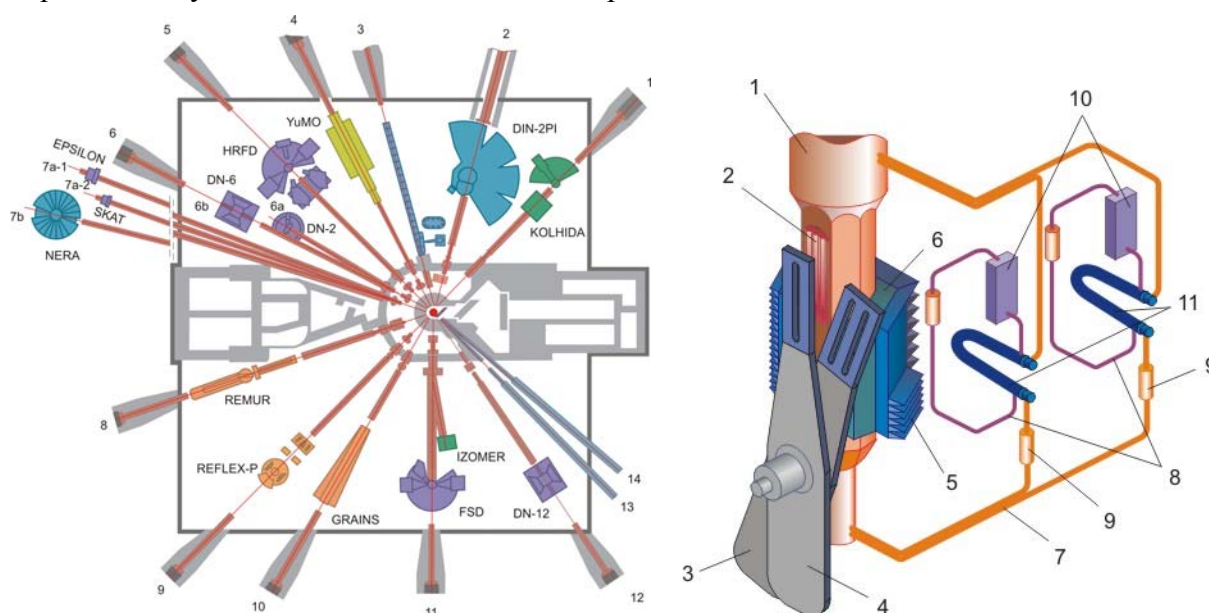 5
4
3
2
1
YuMO
HRFD
DIN-2PI
KOLHIDA
6
EPSILON
7a-1
7a-2
SKAT
DN-6
6b
6a
DN-2
7b
NERA
REMUR
8
REFLEX-P
GRAINS
IZOMER
FSD
DN-12
14
13
9
10
11
12
1
2
6
10
11
9
5
8
9
7
3
4